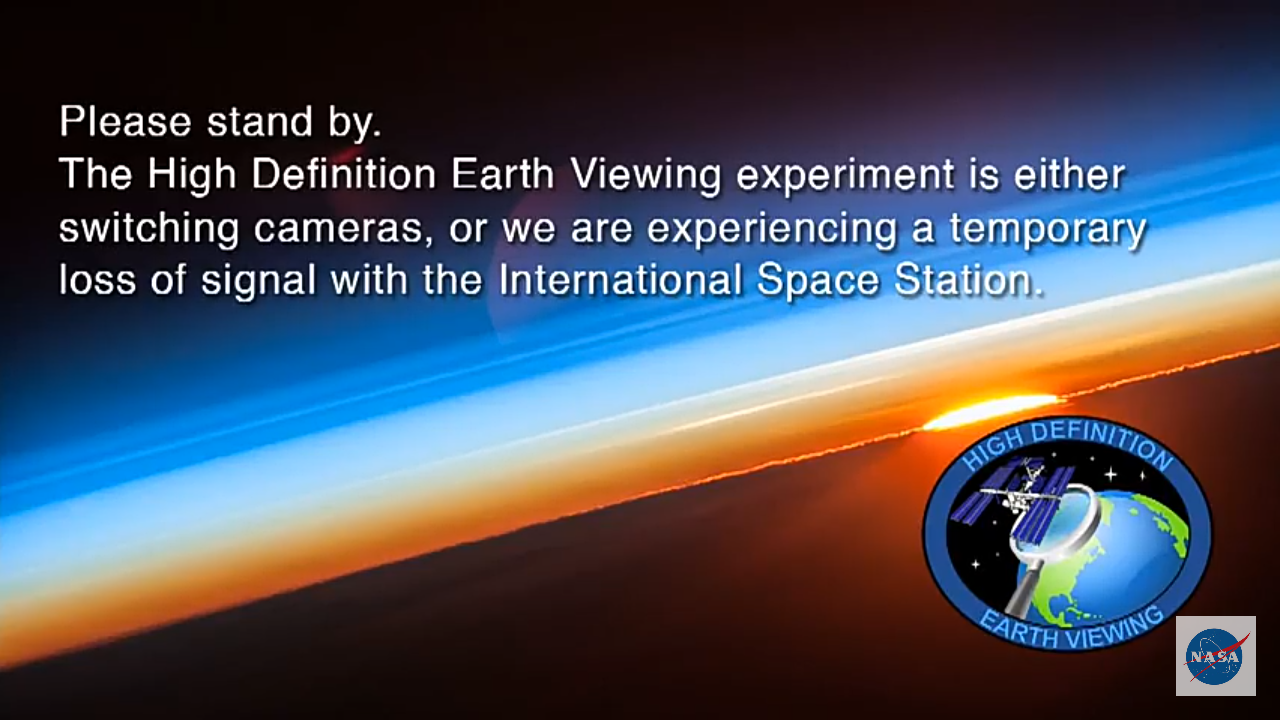 Please stand by.
The High Definition Earth Viewing experiment is either
switching cameras, or we are experiencing a temporary
loss of signal with the International Space Station.
HIGH DEFINITION
EARTH VIEWING
NASA